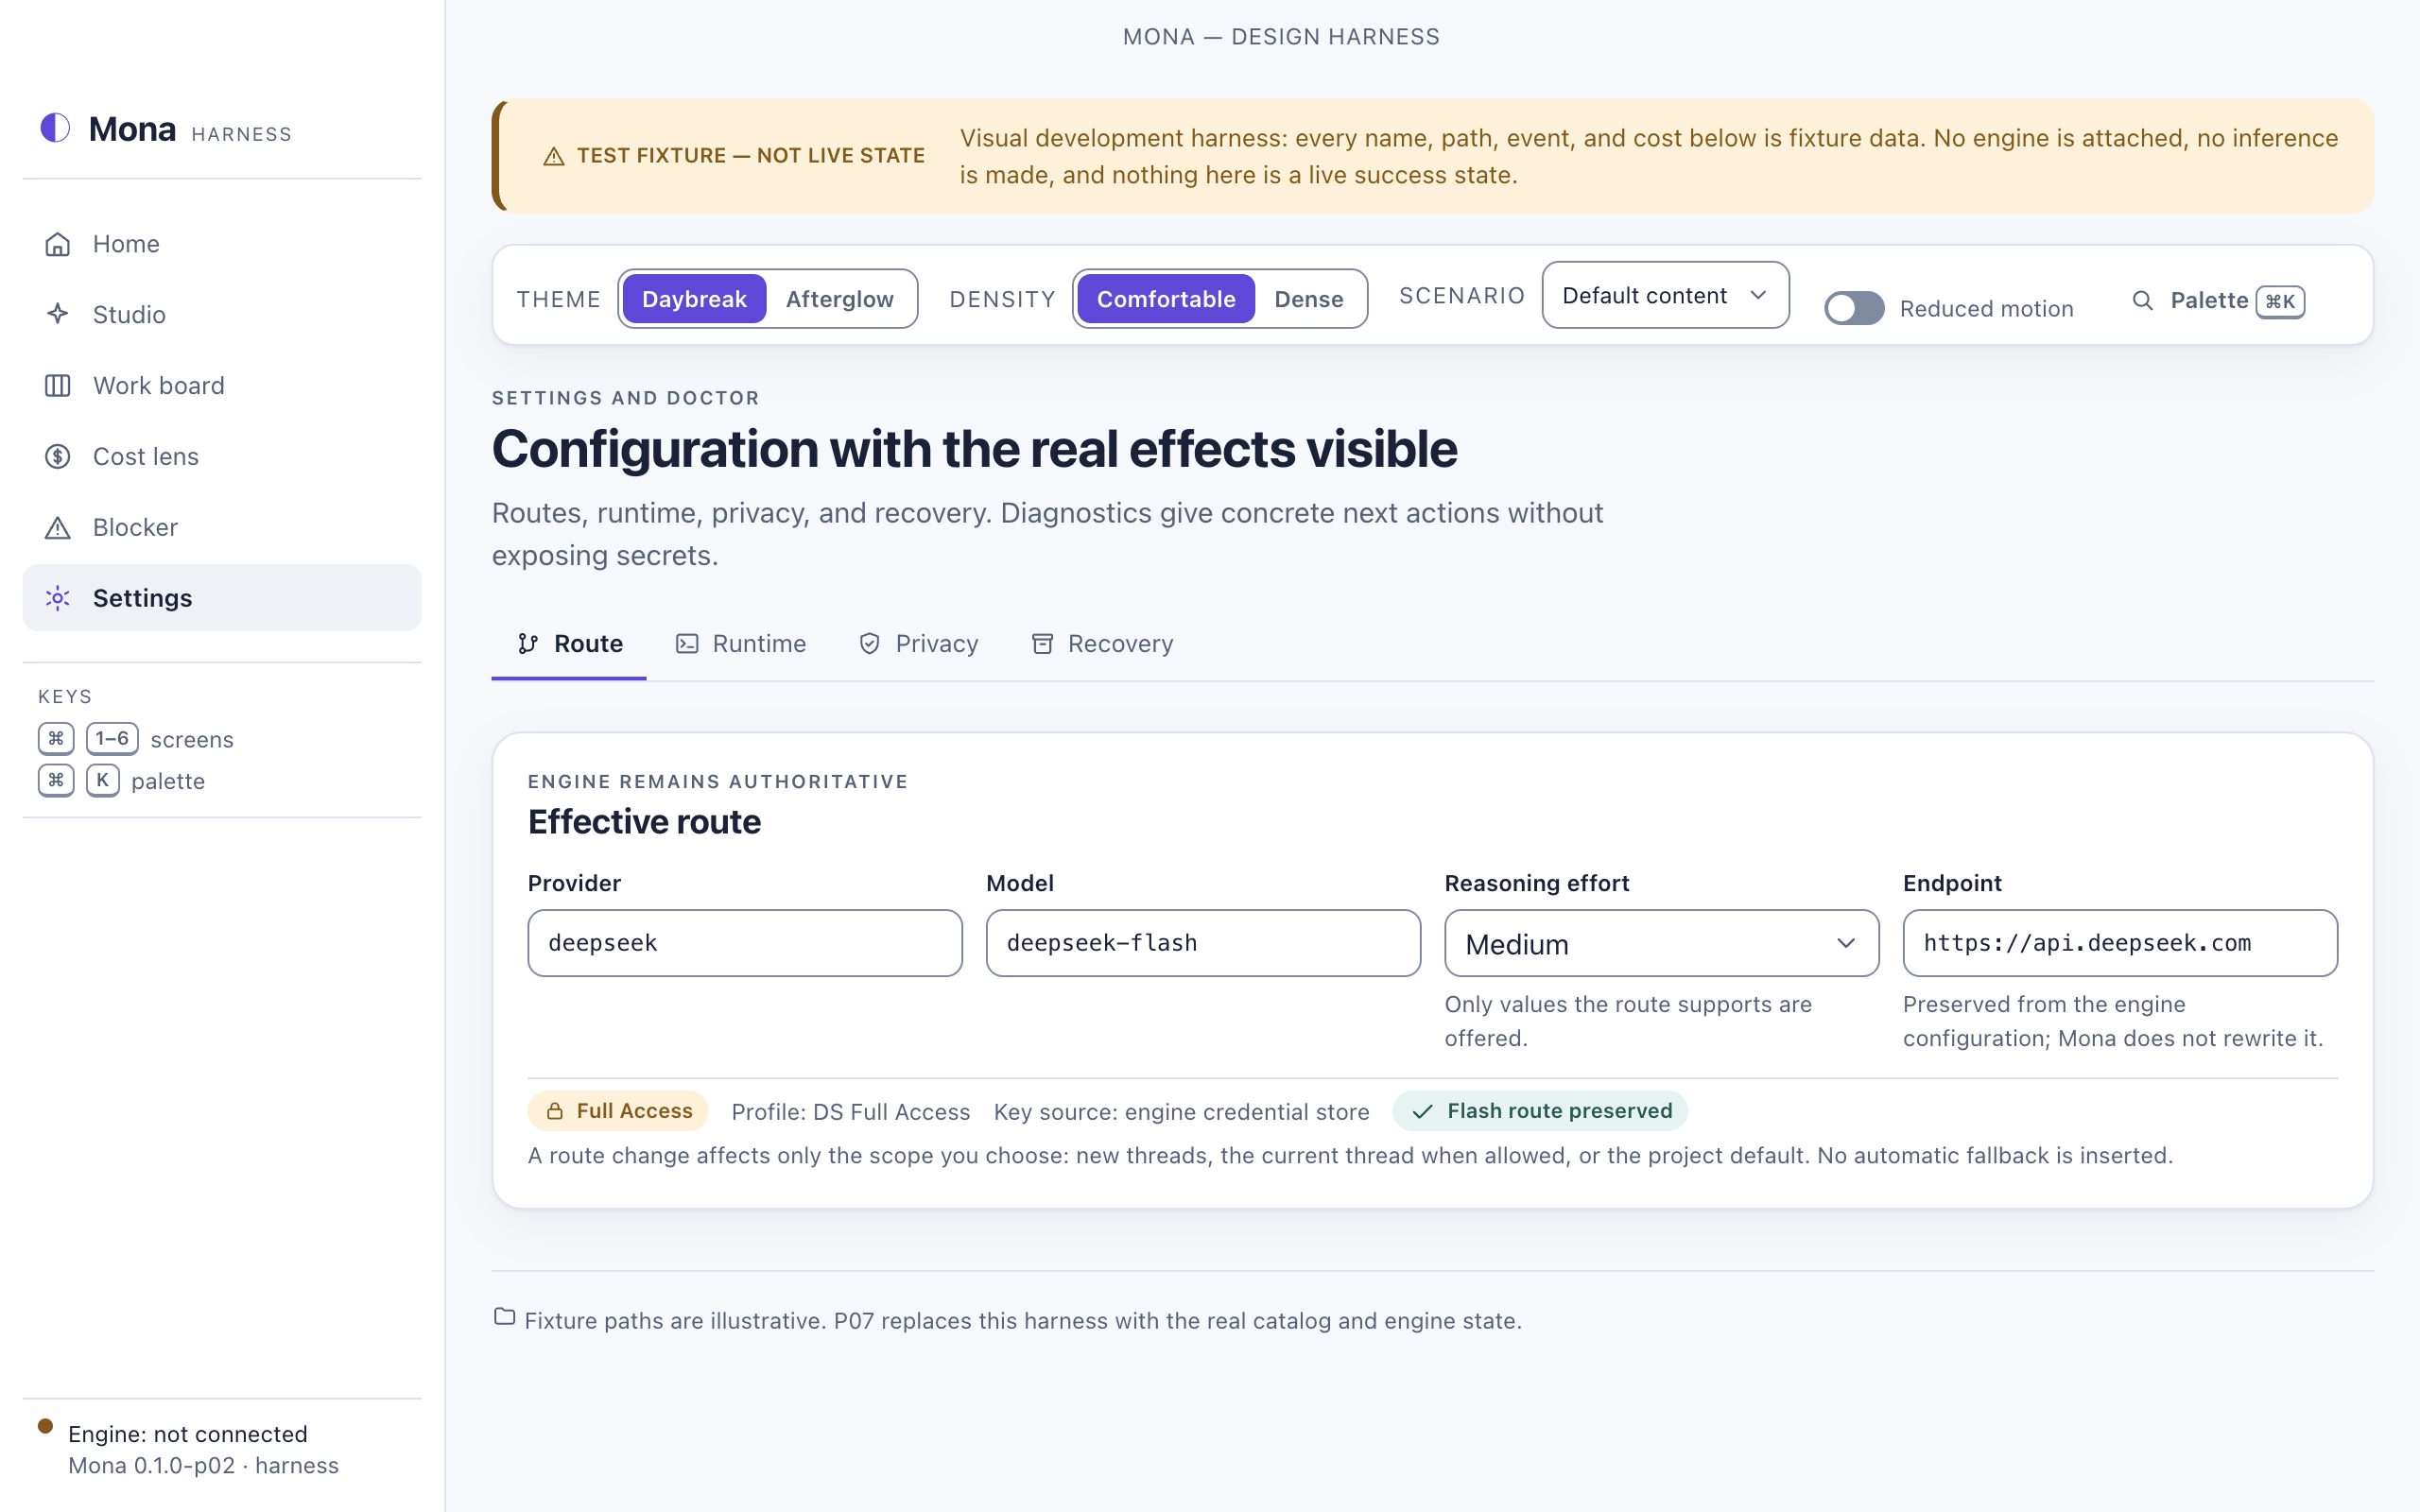 MONA — DESIGN HARNESS
Mona HARNESS
Home
Studio
Work board
Cost lens
Blocker
Settings
KEYS
⌘ 1–6 screens
⌘ K palette
Engine: not connected
Mona 0.1.0-p02 · harness
TEST FIXTURE — NOT LIVE STATE
Visual development harness: every name, path, event, and cost below is fixture data. No engine is attached, no inference
is made, and nothing here is a live success state.
THEME Daybreak Afterglow DENSITY Comfortable Dense SCENARIO Default content Reduced motion Palette ⌘K
SETTINGS AND DOCTOR
Configuration with the real effects visible
Routes, runtime, privacy, and recovery. Diagnostics give concrete next actions without
exposing secrets.
Route Runtime Privacy Recovery
ENGINE REMAINS AUTHORITATIVE
Effective route
Provider Model Reasoning effort Endpoint
deepseek deepseek-flash Medium https://api.deepseek.com
Only values the route supports are
offered.
Preserved from the engine
configuration; Mona does not rewrite it.
Full Access Profile: DS Full Access Key source: engine credential store Flash route preserved
A route change affects only the scope you choose: new threads, the current thread when allowed, or the project default. No automatic fallback is inserted.
Fixture paths are illustrative. P07 replaces this harness with the real catalog and engine state.